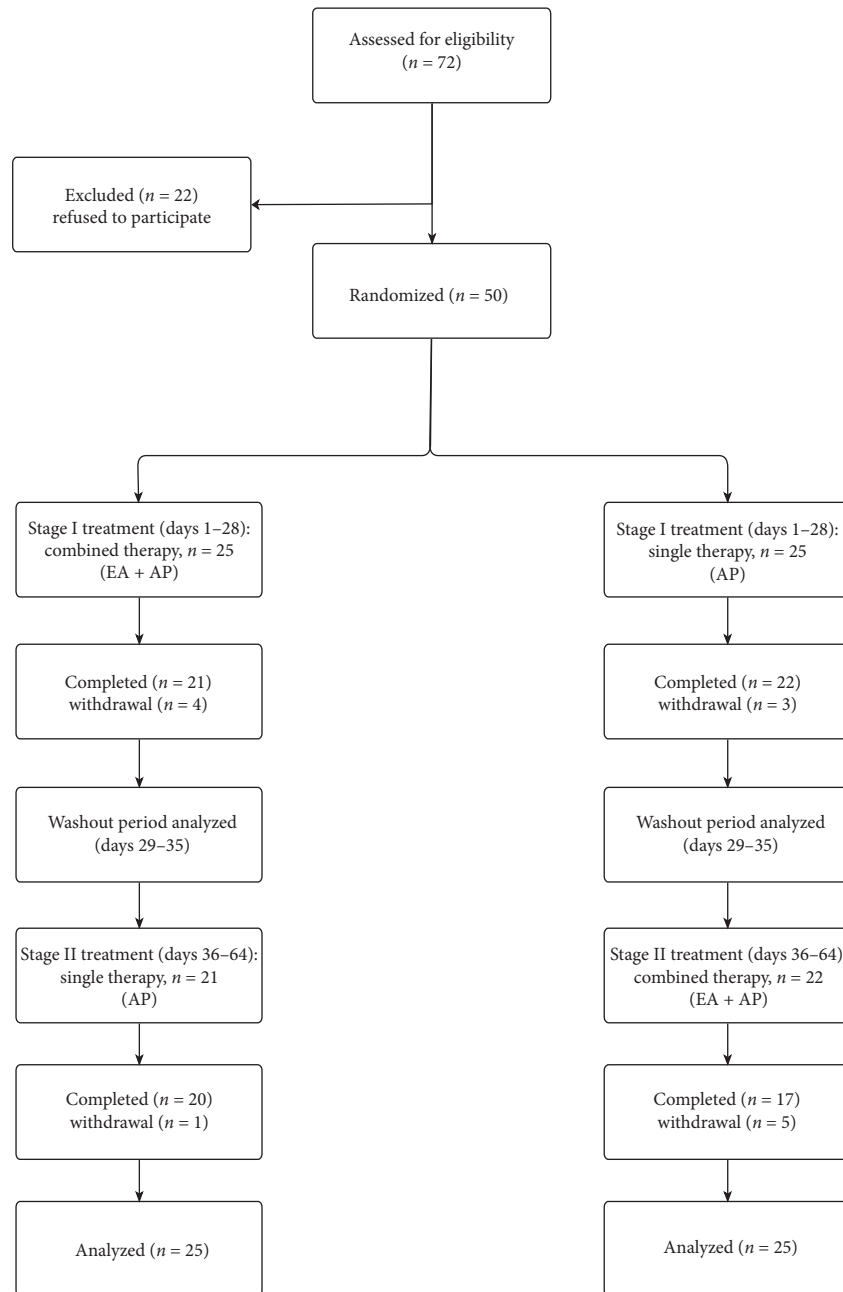 Assessed for eligibility
(n = 72)
Excluded (n = 22)
refused to participate
Randomized (n = 50)
Stage I treatment (days 1–28):
combined therapy, n = 25
(EA + AP)
Stage I treatment (days 1–28):
single therapy, n = 25
(AP)
Completed (n = 21)
withdrawal (n = 4)
Completed (n = 22)
withdrawal (n = 3)
Washout period analyzed
(days 29–35)
Washout period analyzed
(days 29–35)
Stage II treatment (days 36–64):
single therapy, n = 21
(AP)
Stage II treatment (days 36–64)
combined therapy, n = 22
(EA + AP)
Completed (n = 20)
withdrawal (n = 1)
Completed (n = 17)
withdrawal (n = 5)
Analyzed (n = 25)
Analyzed (n = 25)